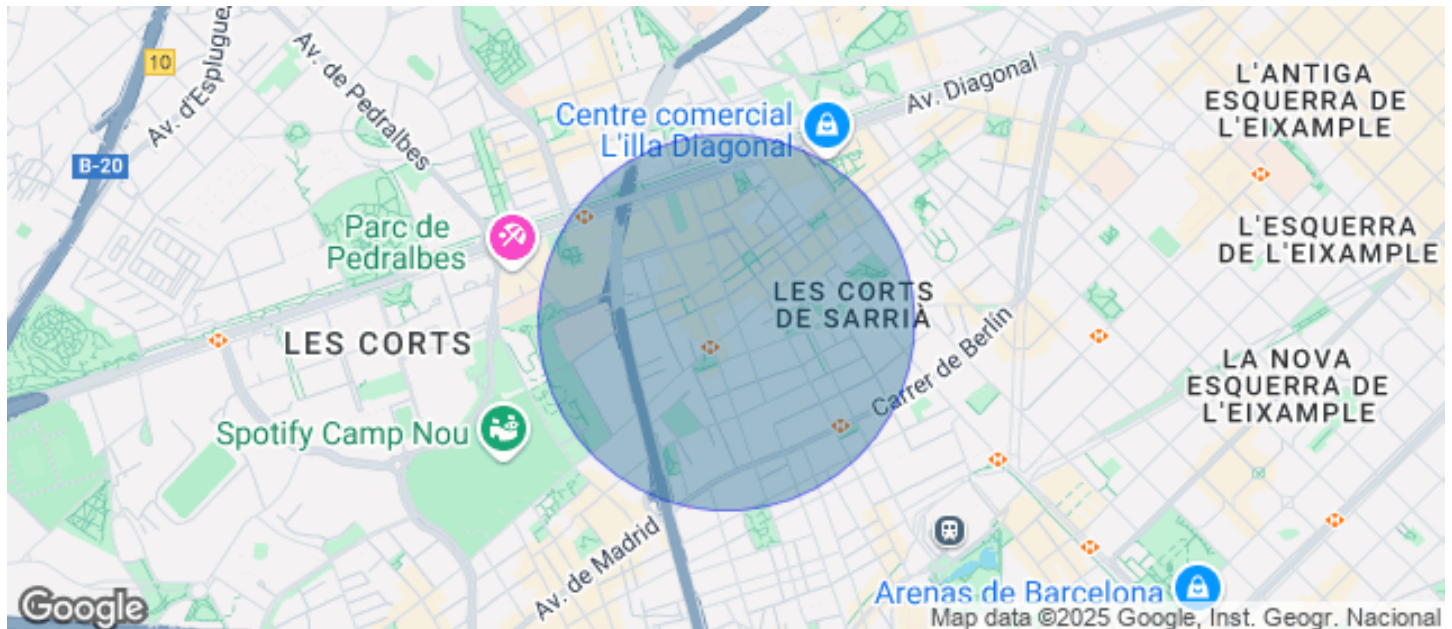 10
Av. d'Esplugue
Av. de Pedralbes
B-20
Centre comercial
L'illa Diagonal
Av. Diagonal
L'ANTIGA
ESQUERRA DE
L'EIXAMPLE
Parc de
Pedralbes
L'ESQUERRA
DE L'EIXAMPLE
LES CORTS
DE SARRIÀ
LES CORTS
Carrer de Berlín
LA NOVA
ESQUERRA DE
L'EIXAMPLE
Spotify Camp Nou
Av. de Madrid
Arenas de Barcelona
Google
Map data ©2025 Google, Inst. Geogr. Nacional